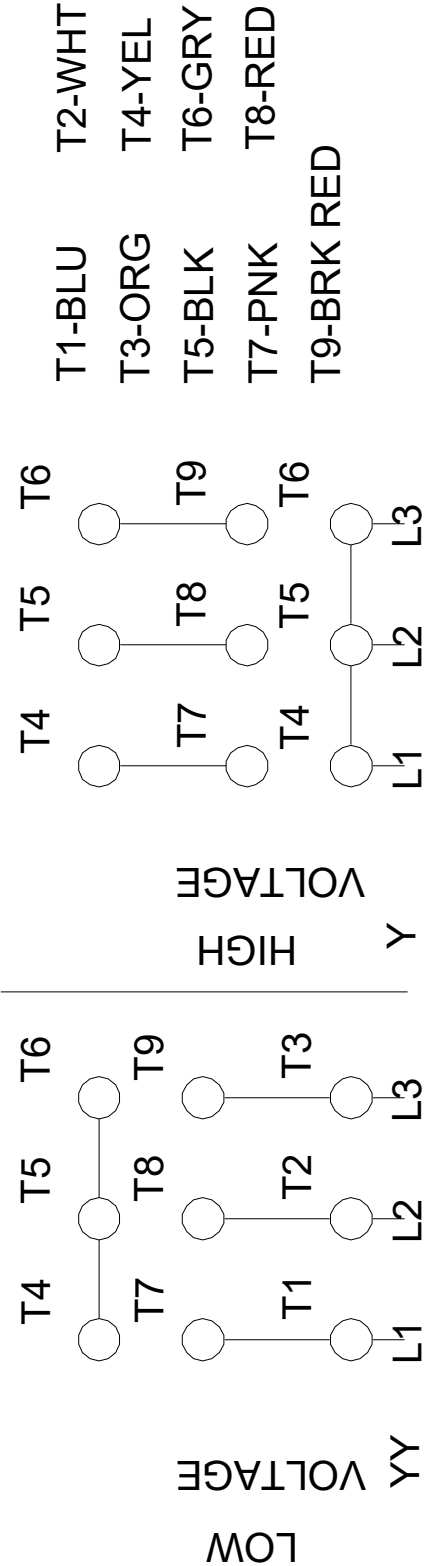 LOW
VOLTAGE
YY
T4 T5 T6
T7 T8 T9
T1 T2 T3
L1 L2 L3
HIGH
VOLTAGE
Y
T4 T5 T6
T7 T8 T9
T4 T5 T6
L1 L2 L3
T1-BLU T2-WHT
T3-ORG T4-YEL
T5-BLK T6-GRY
T7-PNK T8-RED
T9-BRK RED